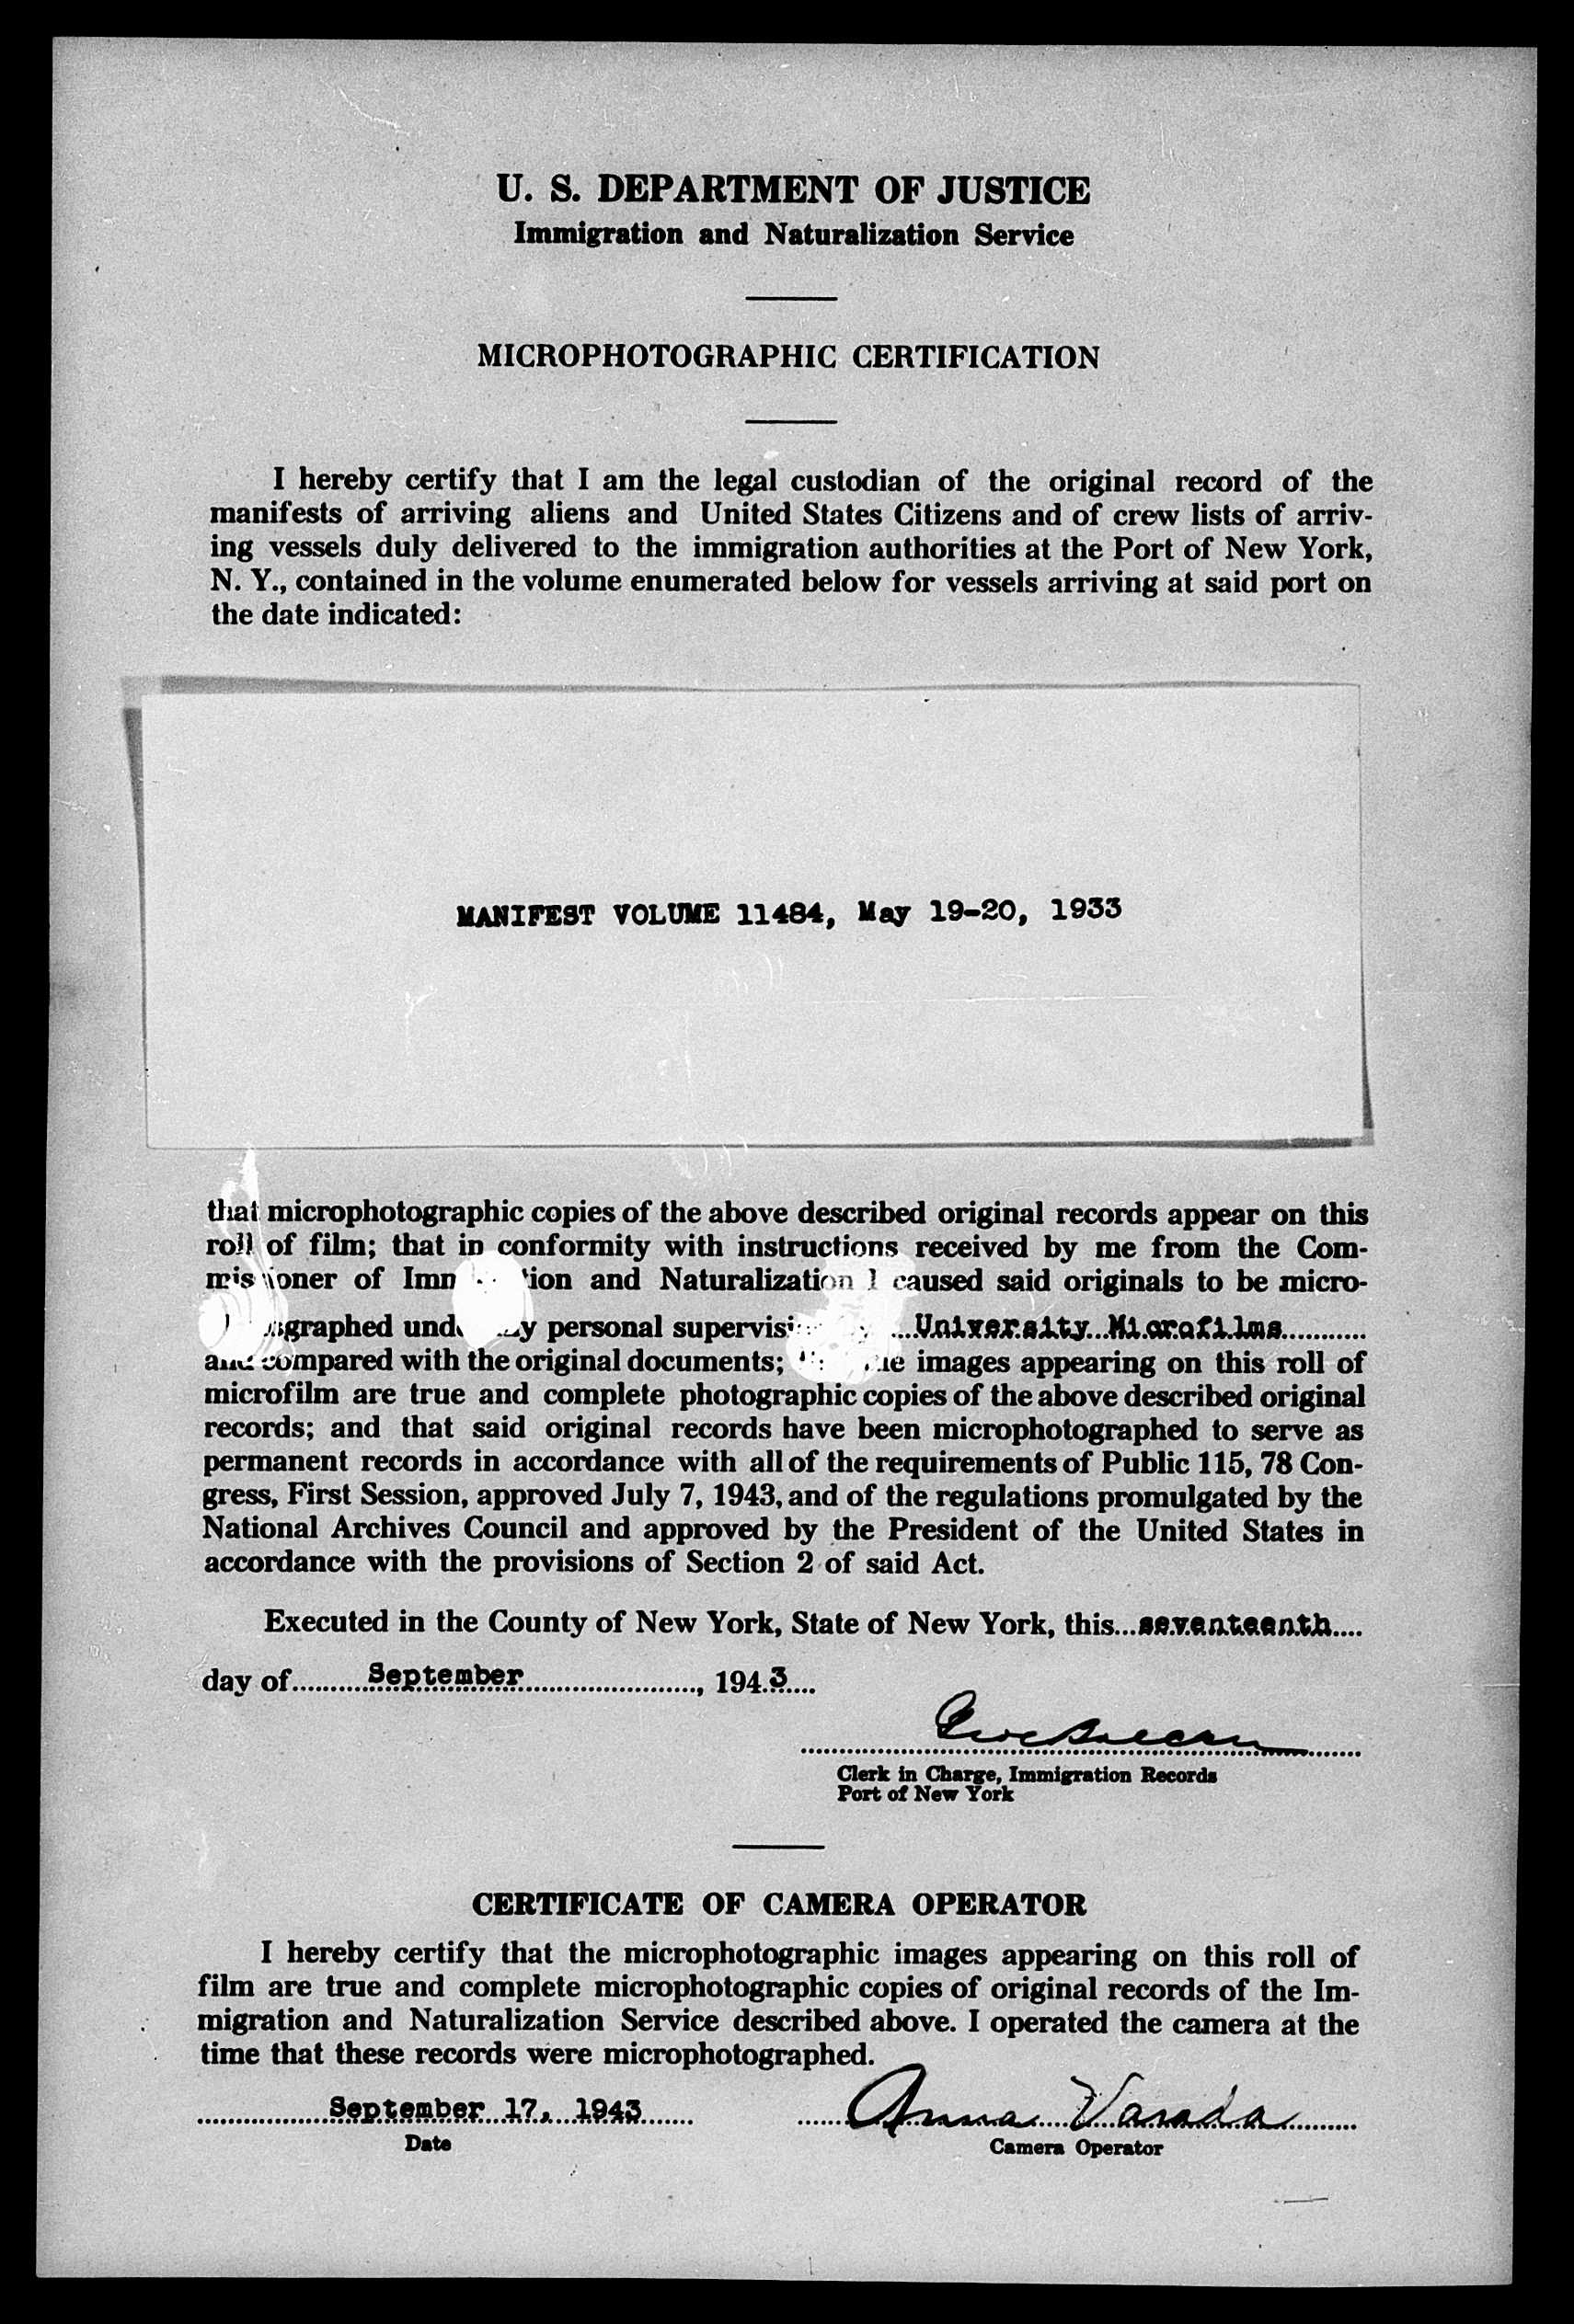 U. S. DEPARTMENT OF JUSTICE
Immigration and Naturalization Service
MICROPHOTOGRAPHIC CERTIFICATION
I hereby certify that I am the legal custodian of the original record of the
manifests of arriving aliens and United States Citizens and of crew lists of arriv-
ing vessels duly delivered to the immigration authorities at the Port of New York,
N. Y., contained in the volume enumerated below for vessels arriving at said port on
the date indicated:
MANIFEST VOLUME 11484, May 19-20, 1933
that microphotographic copies of the above described original records appear on this
roll of film; that in conformity with instructions received by me from the Com-
missioner of Imm tion and Naturalization I caused said originals to be micro-
graphed under my personal supervisi University Microfilms
and compared with the original documents; images appearing on this roll of
microfilm are true and complete photographic copies of the above described original
records; and that said original records have been microphotographed to serve as
permanent records in accordance with all of the requirements of Public 115, 78 Con-
gress, First Session, approved July 7, 1943, and of the regulations promulgated by the
National Archives Council and approved by the President of the United States in
accordance with the provisions of Section 2 of said Act.
Executed in the County of New York, State of New York, this...seventeenth....
day of..........September............................, 194.3....
Clerk in Charge, Immigration Records
Port of New York
CERTIFICATE OF CAMERA OPERATOR
I hereby certify that the microphotographic images appearing on this roll of
film are true and complete microphotographic copies of original records of the Im-
migration and Naturalization Service described above. I operated the camera at the
time that these records were microphotographed.
September 17, 1943 Anna Varada
Date
Camera Operator